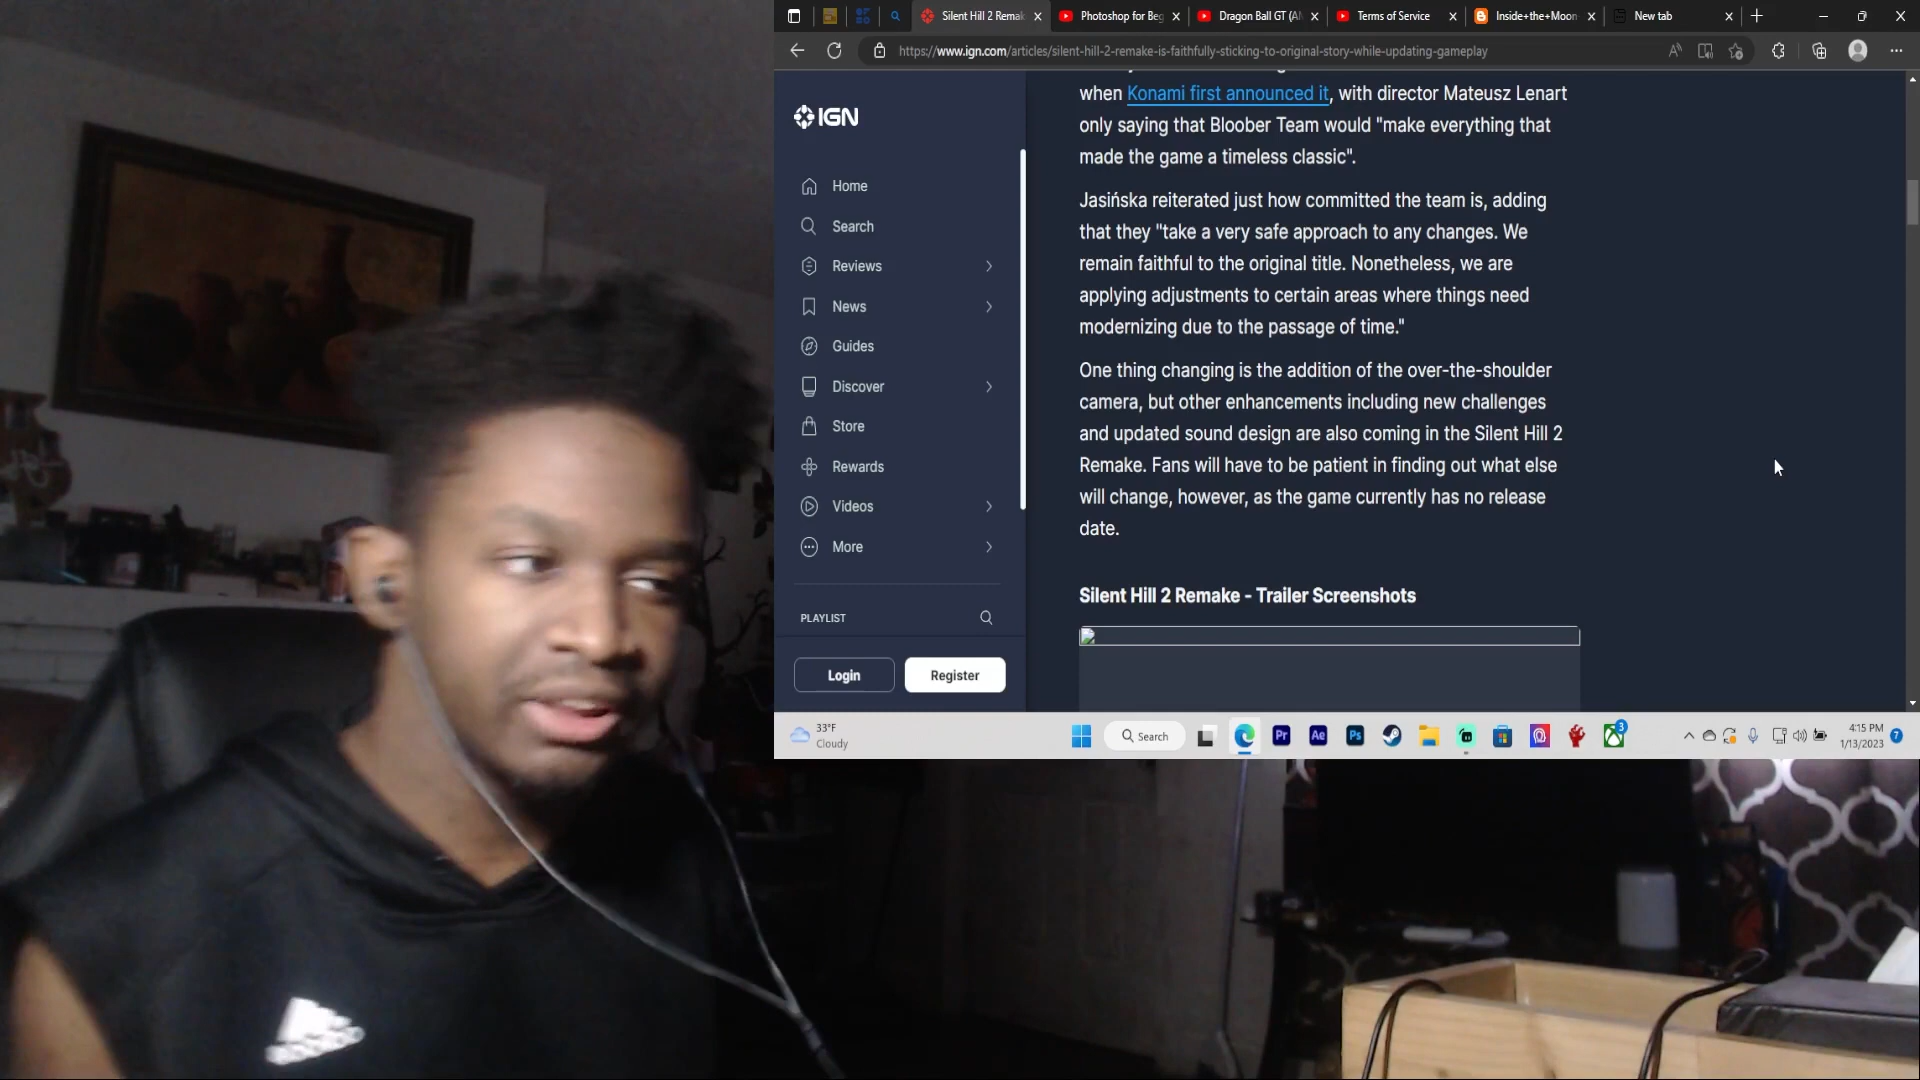 Silent Hill 2 Remak
Photoshop for Beg
Dragon Ball GT (A
Terms of Service
Inside+the+Moon
New tab
https://www.ign.com/articles/silent-hill-2-remake-is-faithfully-sticking-to-original-story-while-updating-gameplay
IGN
Home
Search
Reviews
News
Guides
Discover
Store
Rewards
Videos
More
PLAYLIST
Login
Register
when Konami first announced it, with director Mateusz Lenart
only saying that Bloober Team would "make everything that
made the game a timeless classic".
Jasińska reiterated just how committed the team is, adding
that they "take a very safe approach to any changes. We
remain faithful to the original title. Nonetheless, we are
applying adjustments to certain areas where things need
modernizing due to the passage of time."
One thing changing is the addition of the over-the-shoulder
camera, but other enhancements including new challenges
and updated sound design are also coming in the Silent Hill 2
Remake. Fans will have to be patient in finding out what else
will change, however, as the game currently has no release
date.
Silent Hill 2 Remake - Trailer Screenshots
33°F
Cloudy
Search
Pr
Ae
Ps
3
4:15 PM
1/13/2023
7
adidas